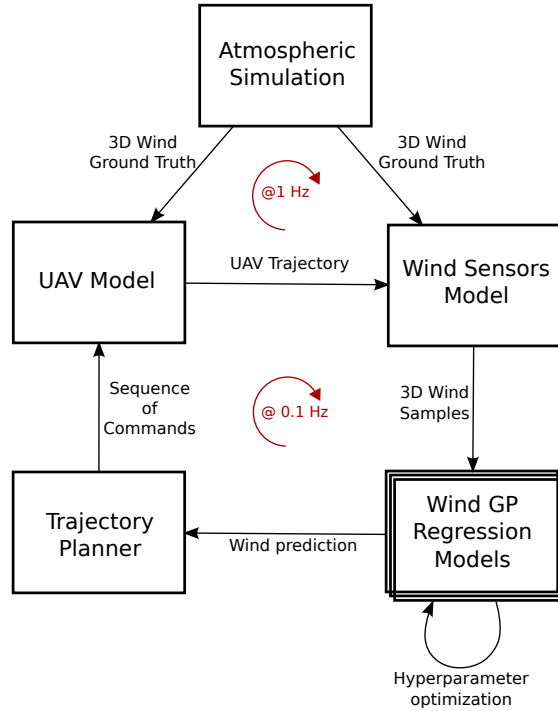 Atmospheric
Simulation
3D Wind
Ground Truth
3D Wind
Ground Truth
@1 Hz
UAV Model
UAV Trajectory
Wind Sensors
Model
Sequence
of
Commands
@ 0.1 Hz
3D Wind
Samples
Trajectory
Planner
Wind prediction
Wind GP
Regression
Models
Hyperparameter
optimization